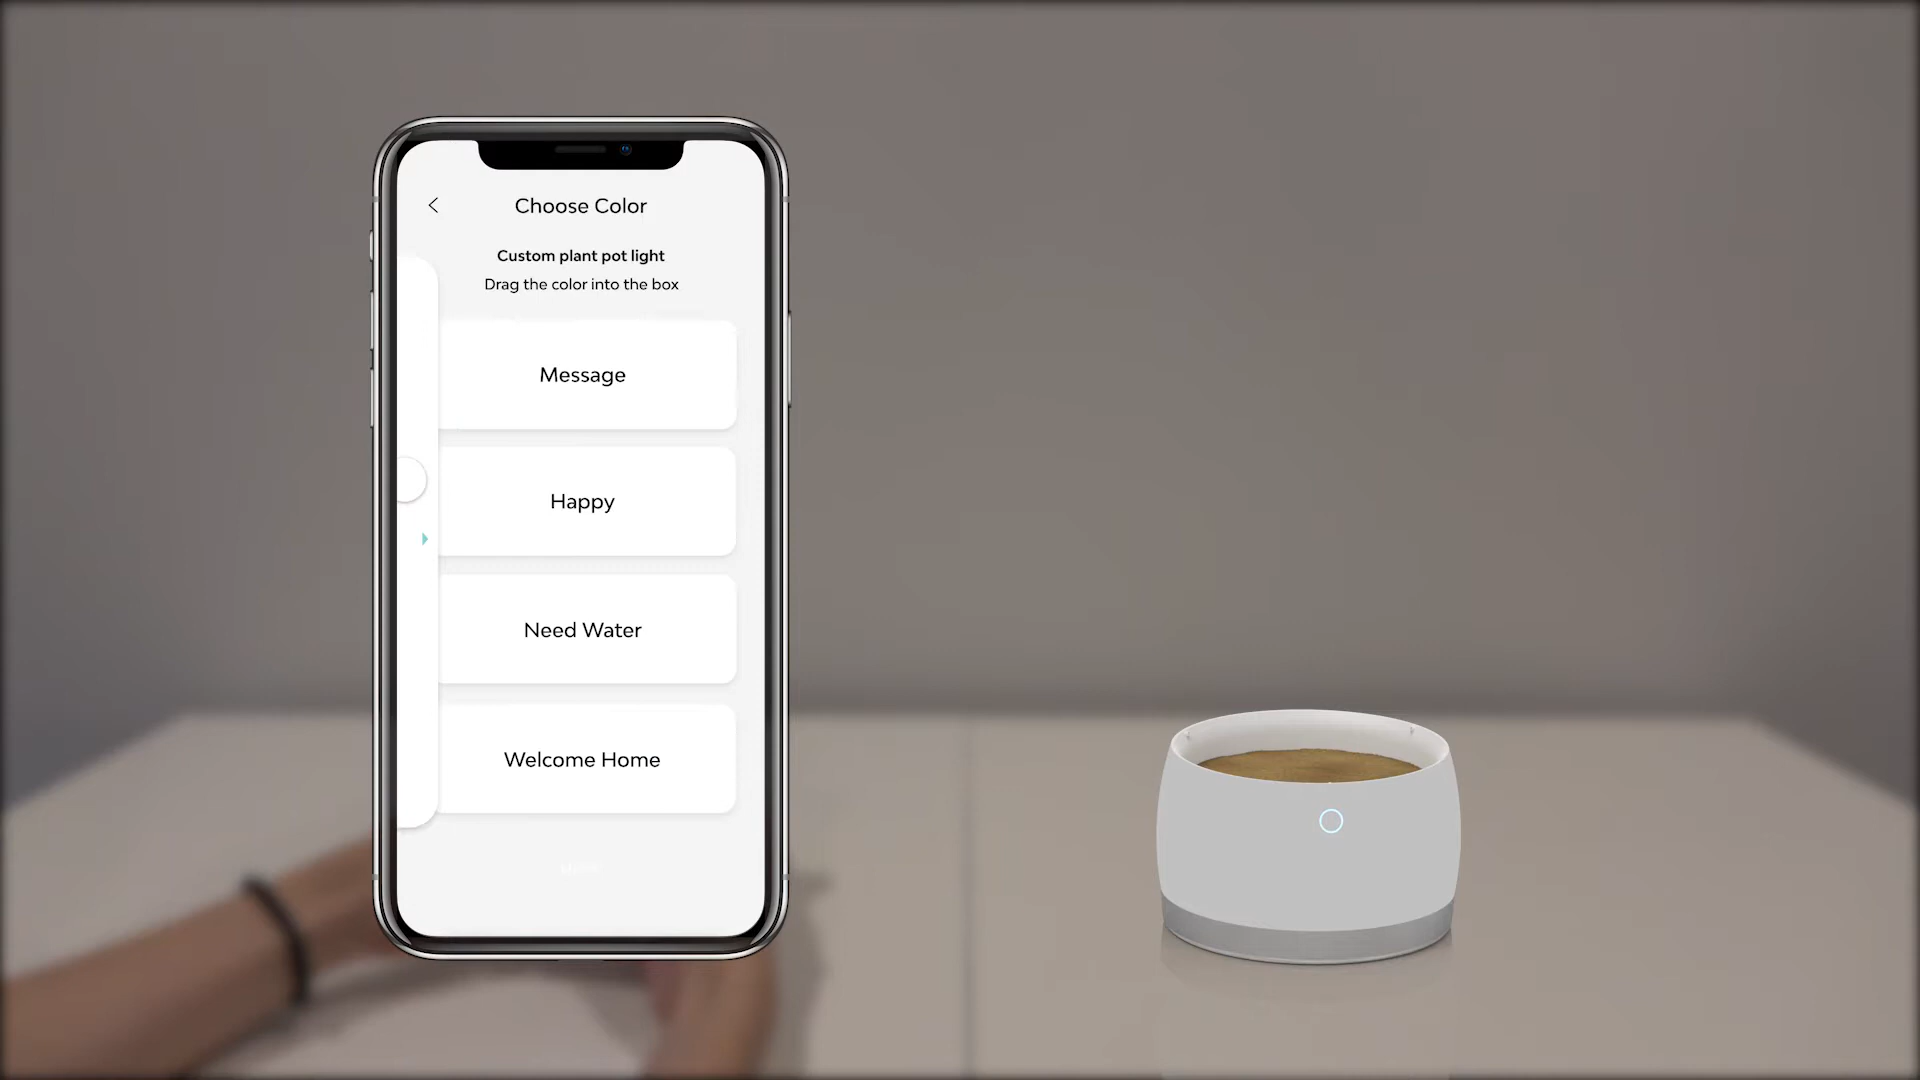 Choose Color
Custom plant pot light
Drag the color into the box
Message
Happy
Need Water
Welcome Home